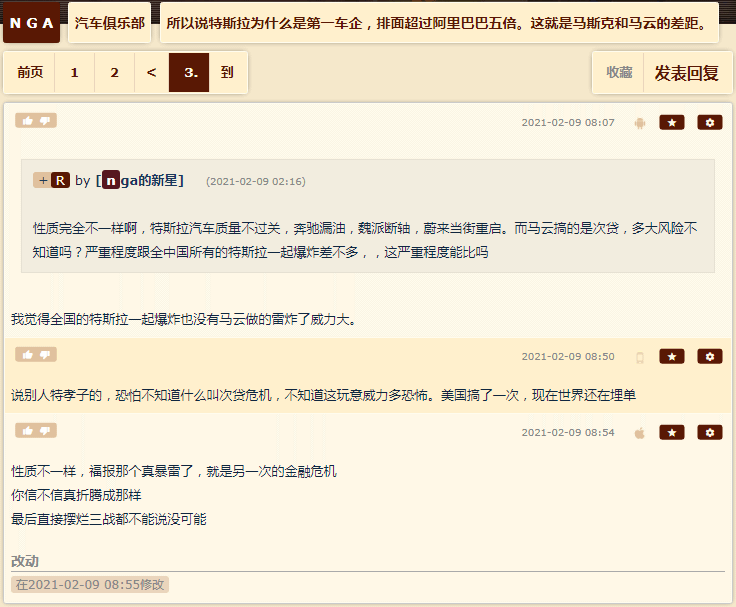 NGA 汽车俱乐部 所以说特斯拉为什么是第一车企，排面超过阿里巴巴五倍。这就是马斯克和马云的差距。
前页 1 2 < 3. 到 收藏 发表回复
2021-02-09 08:07
+ R by [nga的新星] (2021-02-09 02:16)
性质完全不一样啊，特斯拉汽车质量不过关，奔驰漏油，魏派断轴，蔚来当街重启。而马云搞的是次贷，多大风险不
知道吗？严重程度跟全中国所有的特斯拉一起爆炸差不多，，这严重程度能比吗
我觉得全国的特斯拉一起爆炸也没有马云做的雷炸了威力大。
2021-02-09 08:50
说别人特孝子的，恐怕不知道什么叫次贷危机，不知道这玩意威力多恐怖。美国搞了一次，现在世界还在埋单
2021-02-09 08:54
性质不一样，福报那个真暴雷了，就是另一次的金融危机
你信不信真折腾成那样
最后直接摆烂三战都不能说没可能
改动
在2021-02-09 08:55修改